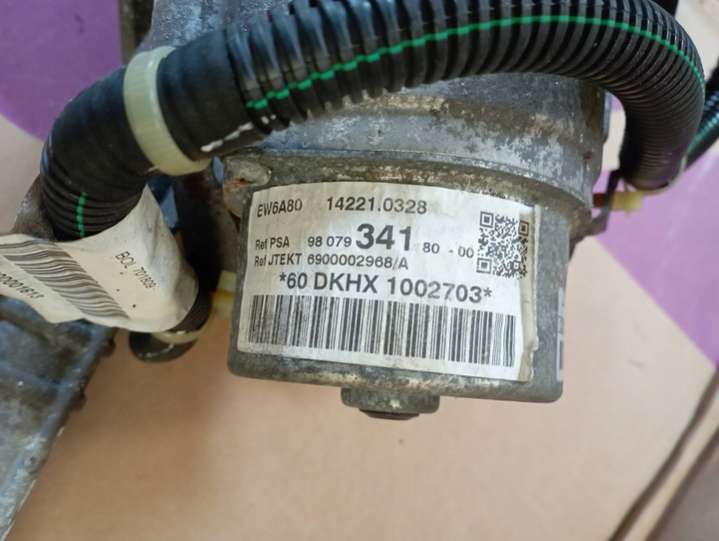 EW6A80 14221.0328
Ref PSA 98 079 341 80 - 00
Ref JTEKT 6900002968/A
*60 DKHX 1002703*